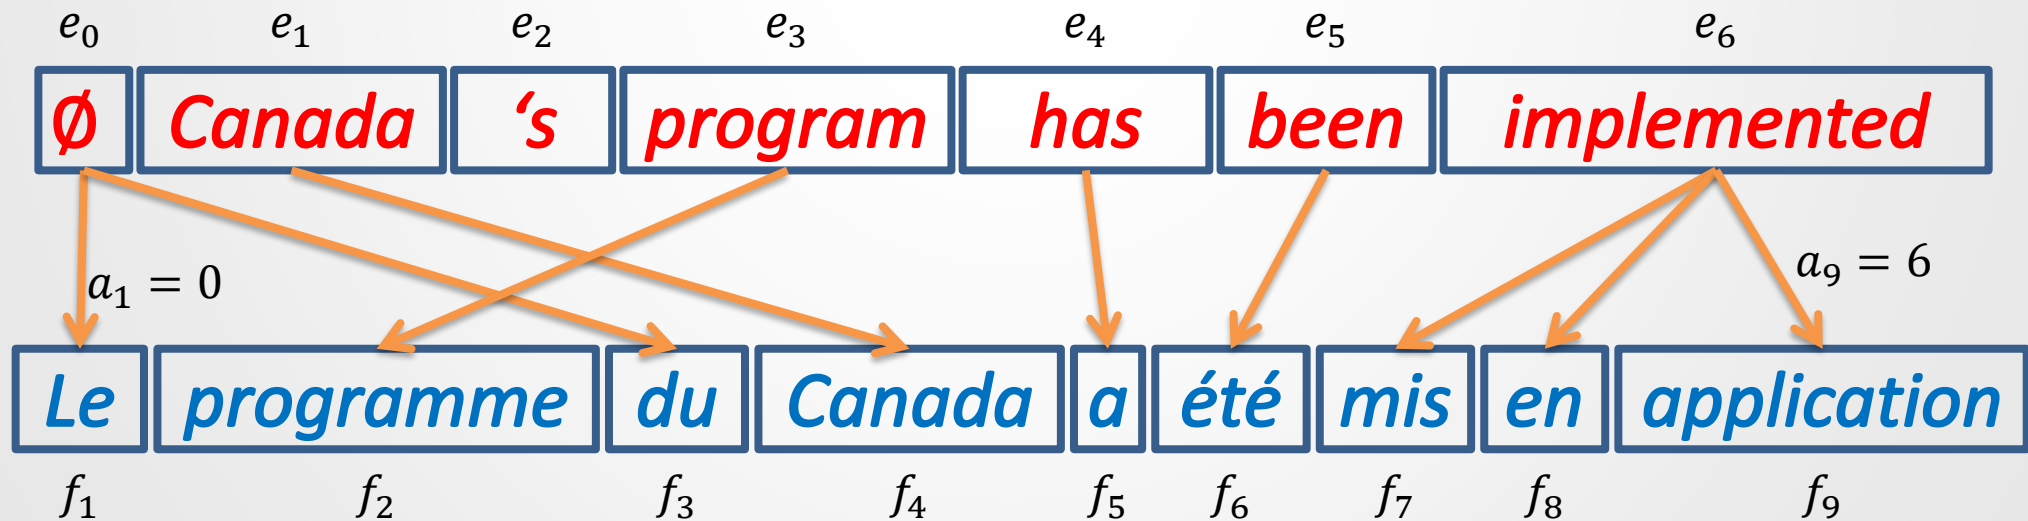 e₀ e₁ e₂ e₃ e₄ e₅ e₆
Ø Canada ‘s program has been implemented
a₁ = 0 a₉ = 6
Le programme du Canada a été mis en application
f₁ f₂ f₃ f₄ f₅ f₆ f₇ f₈ f₉